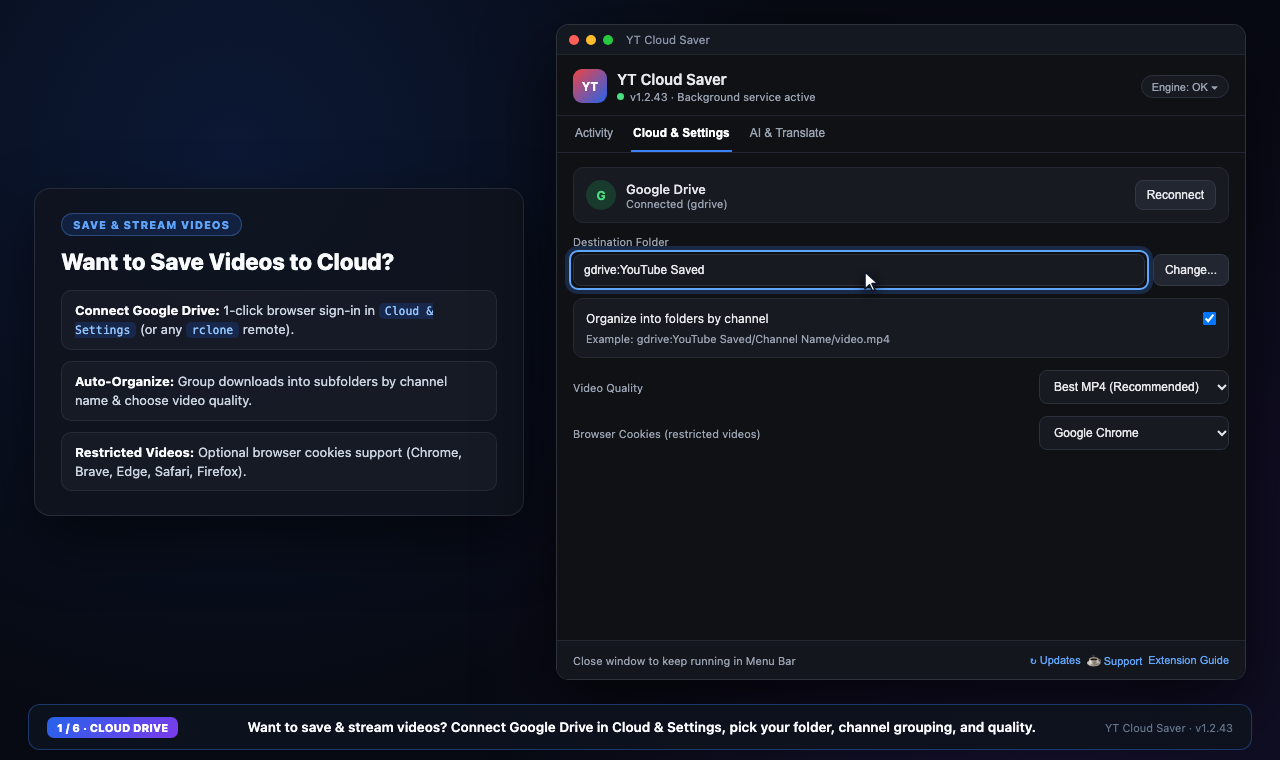 SAVE & STREAM VIDEOS
Want to Save Videos to Cloud?
Connect Google Drive: 1-click browser sign-in in Cloud &
Settings (or any rclone remote).
Auto-Organize: Group downloads into subfolders by channel
name & choose video quality.
Restricted Videos: Optional browser cookies support (Chrome,
Brave, Edge, Safari, Firefox).
YT Cloud Saver
YT
YT Cloud Saver
v1.2.43 · Background service active
Engine: OK
Activity
Cloud & Settings
AI & Translate
G
Google Drive
Connected (gdrive)
Reconnect
Destination Folder
gdrive:YouTube Saved
Change...
Organize into folders by channel
Example: gdrive:YouTube Saved/Channel Name/video.mp4
Video Quality
Best MP4 (Recommended)
Browser Cookies (restricted videos)
Google Chrome
Close window to keep running in Menu Bar
↻ Updates
☕ Support
Extension Guide
1 / 6 · CLOUD DRIVE
Want to save & stream videos? Connect Google Drive in Cloud & Settings, pick your folder, channel grouping, and quality.
YT Cloud Saver · v1.2.43